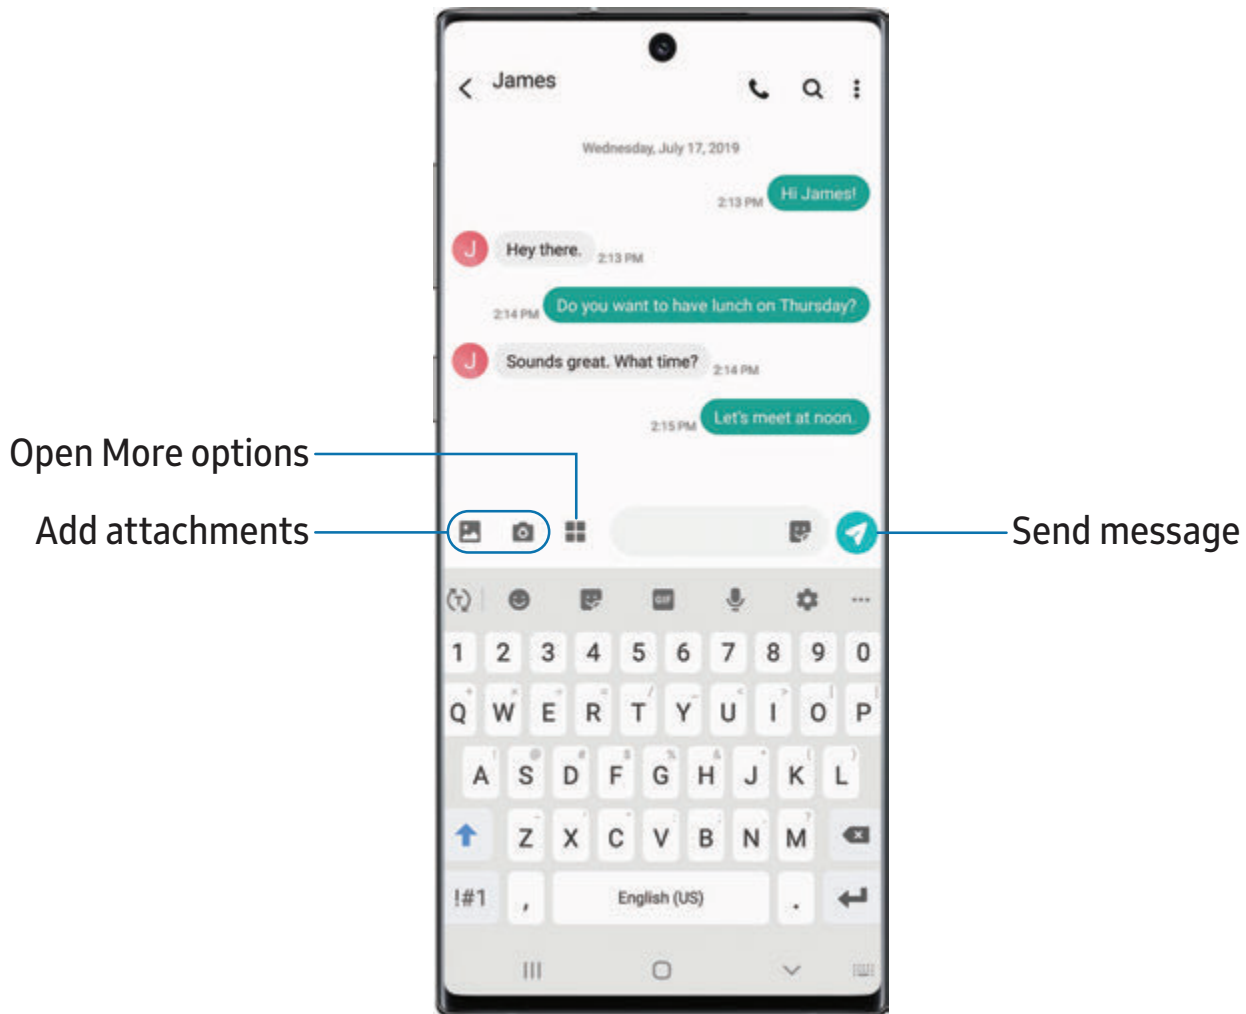 James
Wednesday, July 17, 2019
2:13 PM Hi James!
J Hey there. 2:13 PM
2:14 PM Do you want to have lunch on Thursday?
J Sounds great. What time? 2:14 PM
2:15 PM Let's meet at noon.
Open More options
Add attachments
Send message
T GIF
1 2 3 4 5 6 7 8 9 0
Q W E R T Y U I O P
A S D F G H J K L
Z X C V B N M
!#1 , English (US) .